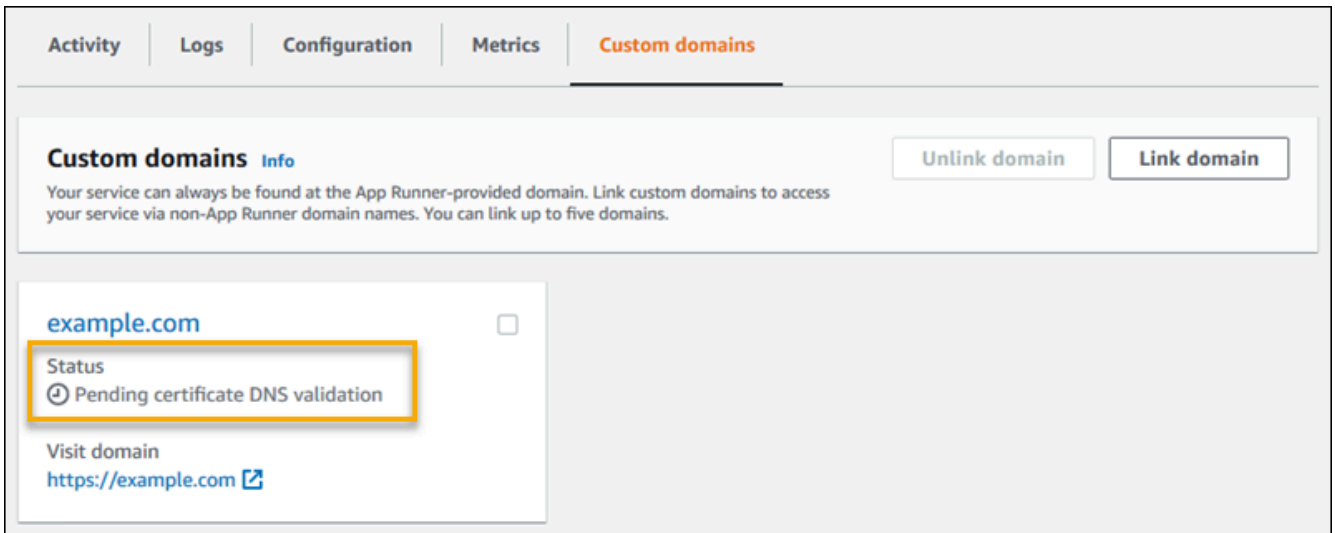 Activity Logs Configuration Metrics Custom domains
Custom domains Info
Unlink domain Link domain
Your service can always be found at the App Runner-provided domain. Link custom domains to access
your service via non-App Runner domain names. You can link up to five domains.
example.com
Status
Pending certificate DNS validation
Visit domain
https://example.com